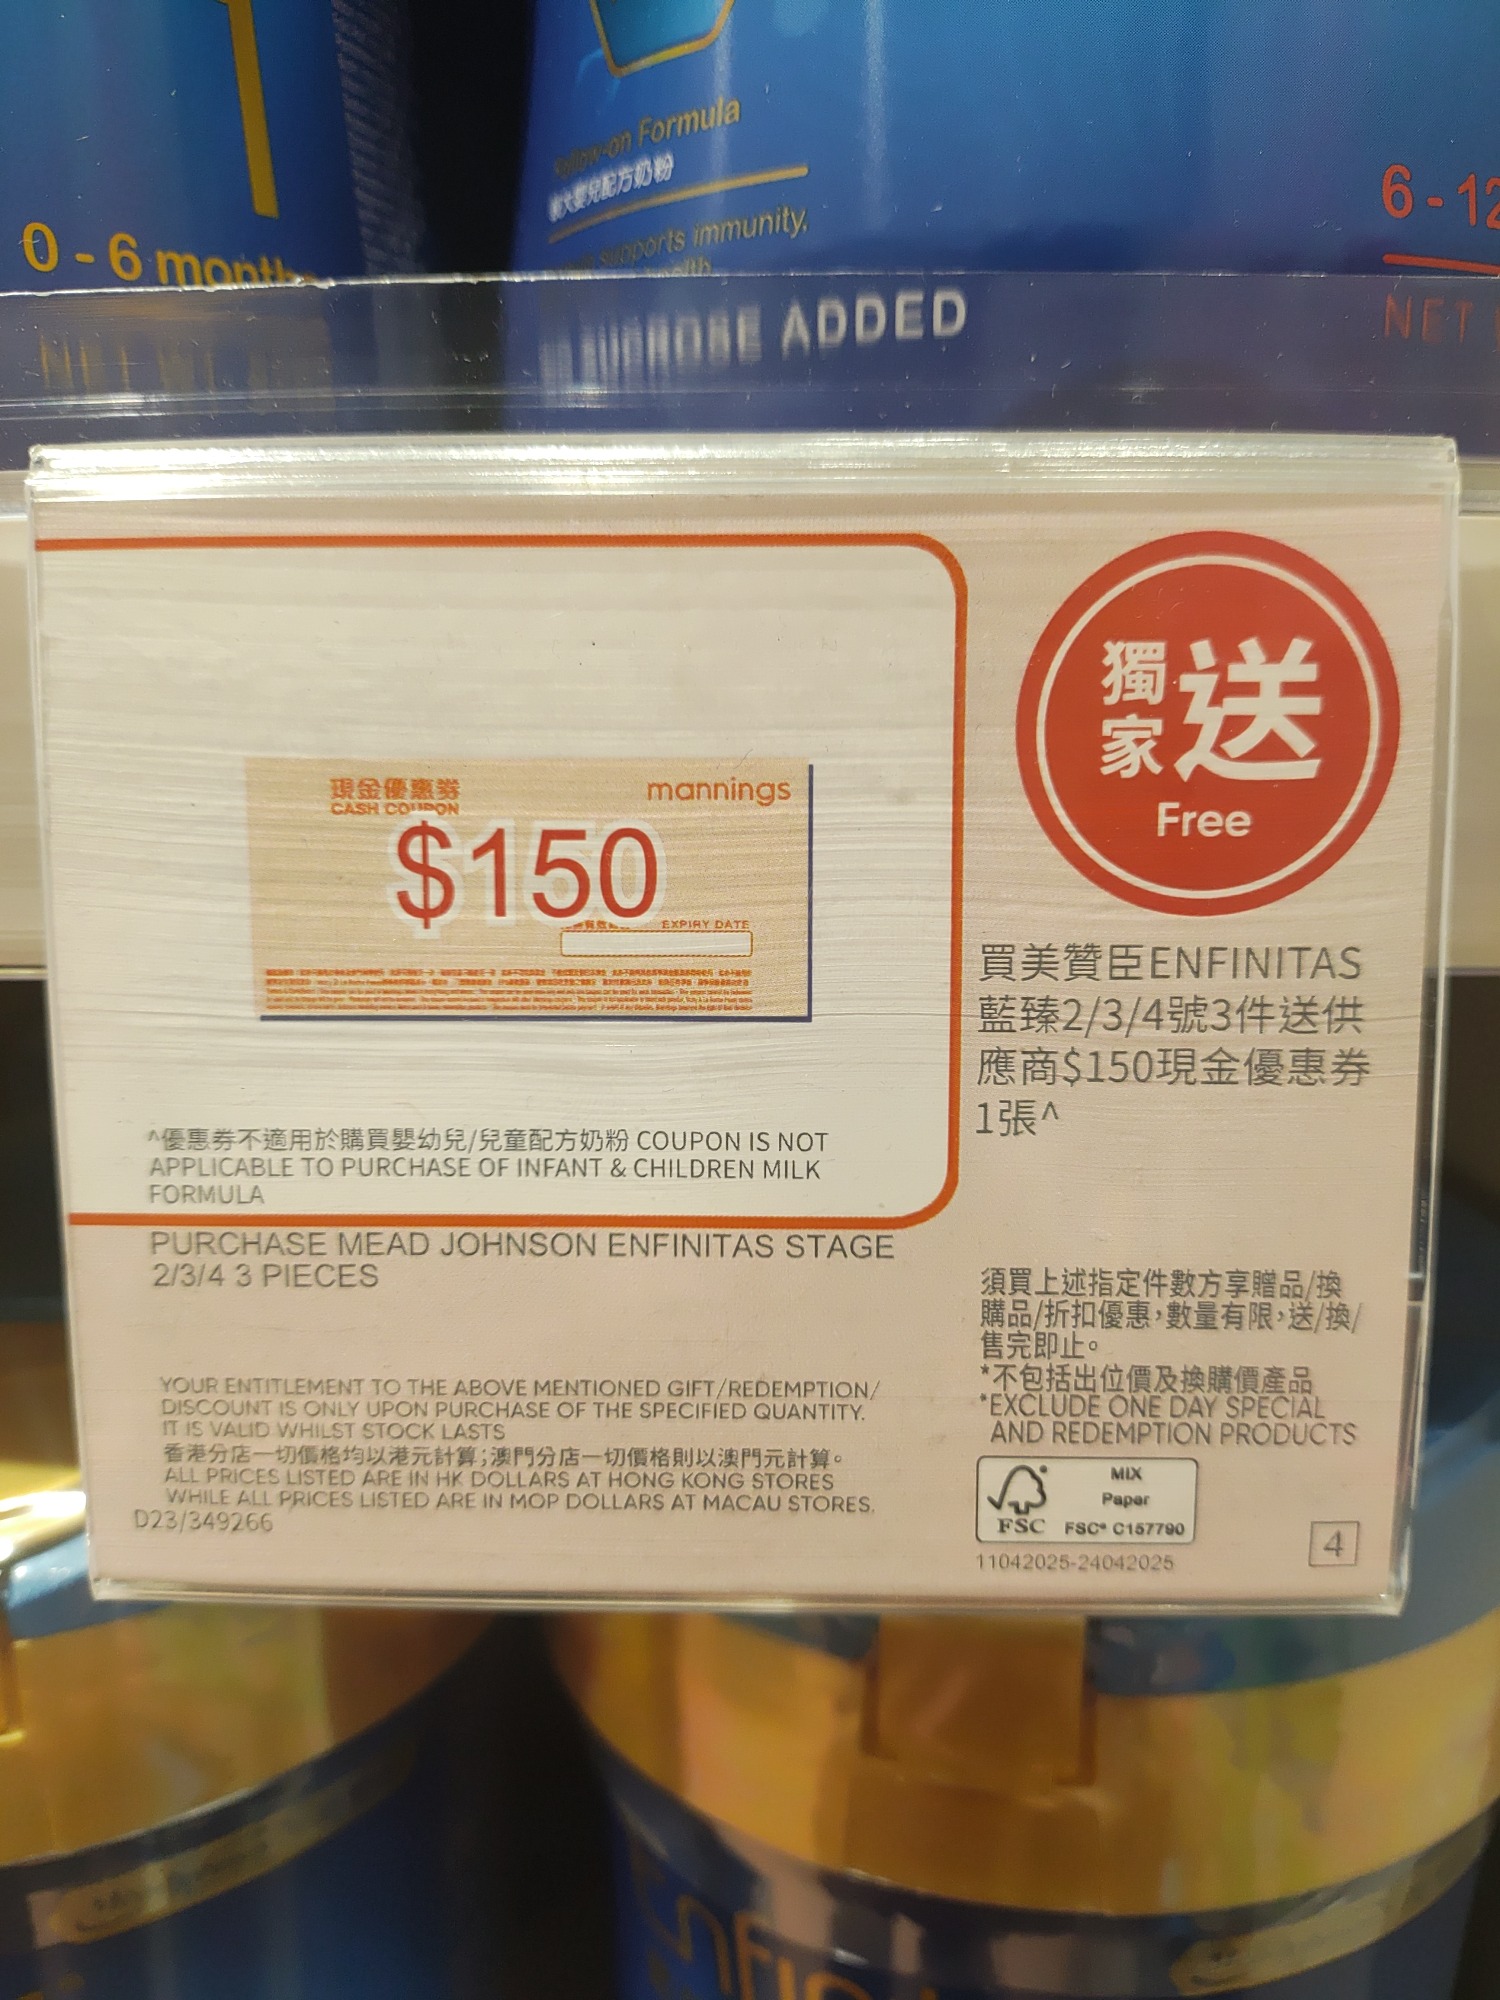 0 - 6
Formula
嬰兒配方奶粉
supports immunity,
ADDED
6 - 12
NET
獨家
送
Free
現金優惠券
CASH COUPON
mannings
$150
EXPIRY DATE
^優惠券不適用於購買嬰幼兒/兒童配方奶粉 COUPON IS NOT
APPLICABLE TO PURCHASE OF INFANT & CHILDREN MILK
FORMULA
買美贊臣ENFINITAS
藍臻2/3/4號3件送供
應商$150現金優惠券
1張^
PURCHASE MEAD JOHNSON ENFINITAS STAGE
2/3/4 3 PIECES
YOUR ENTITLEMENT TO THE ABOVE MENTIONED GIFT/REDEMPTION/
DISCOUNT IS ONLY UPON PURCHASE OF THE SPECIFIED QUANTITY.
IT IS VALID WHILST STOCK LASTS
香港分店一切價格均以港元計算;澳門分店一切價格則以澳門元計算。
ALL PRICES LISTED ARE IN HK DOLLARS AT HONG KONG STORES
WHILE ALL PRICES LISTED ARE IN MOP DOLLARS AT MACAU STORES.
D23/349266
須買上述指定件數方享贈品/換
購品/折扣優惠,數量有限,送/換/
售完即止。
*不包括出位價及換購價產品
*EXCLUDE ONE DAY SPECIAL
AND REDEMPTION PRODUCTS
MIX
Paper
FSC FSC® C157790
11042025-24042025
4